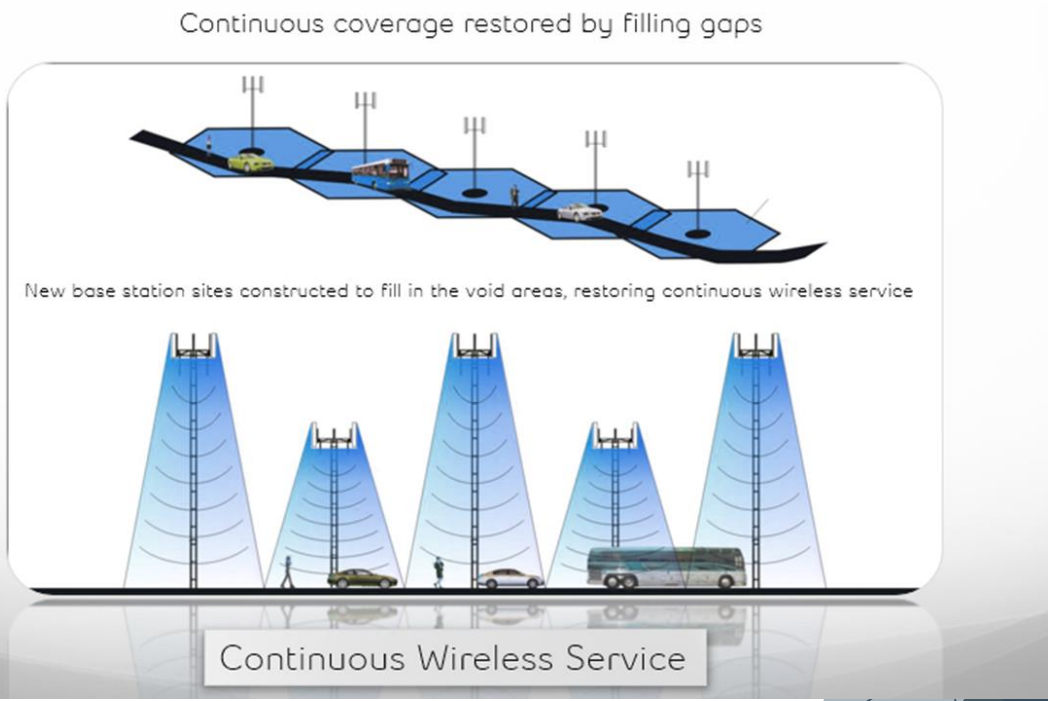 Continuous coverage restored by filling gaps
New base station sites constructed to fill in the void areas, restoring continuous wireless service
Continuous Wireless Service